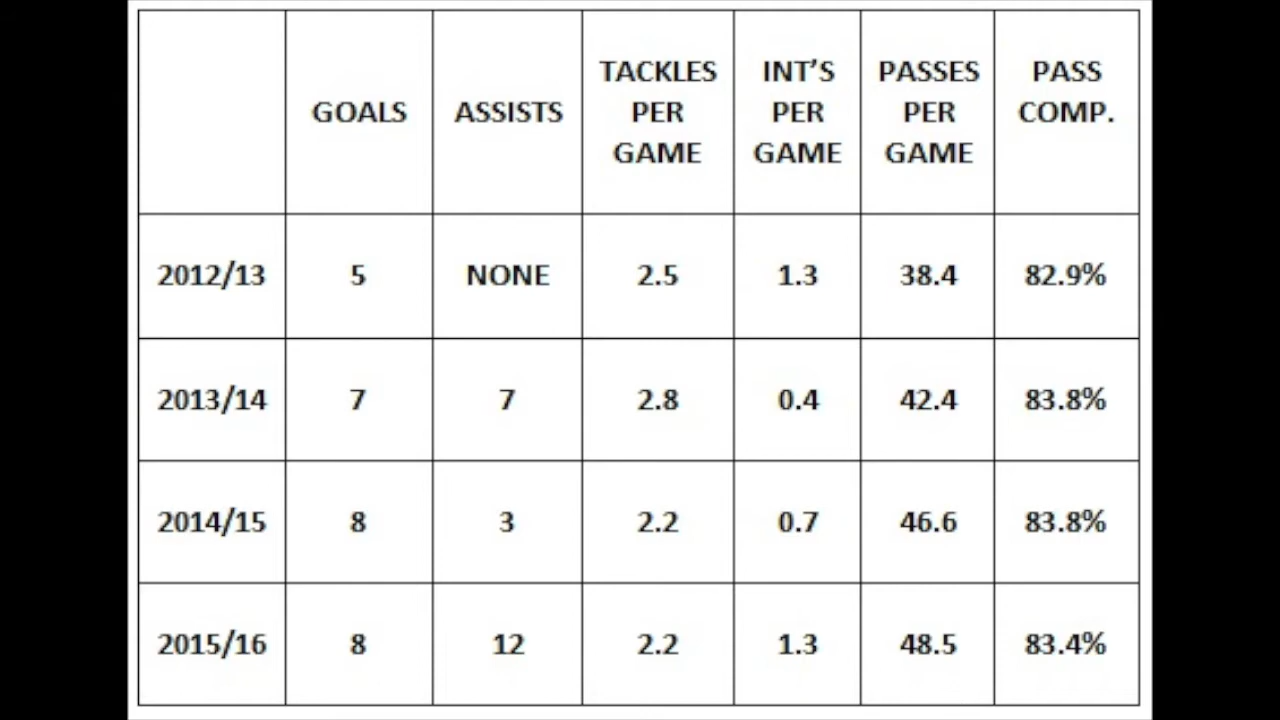 GOALS ASSISTS TACKLES PER GAME INT'S PER GAME PASSES PER GAME PASS COMP.
2012/13 5 NONE 2.5 1.3 38.4 82.9%
2013/14 7 7 2.8 0.4 42.4 83.8%
2014/15 8 3 2.2 0.7 46.6 83.8%
2015/16 8 12 2.2 1.3 48.5 83.4%